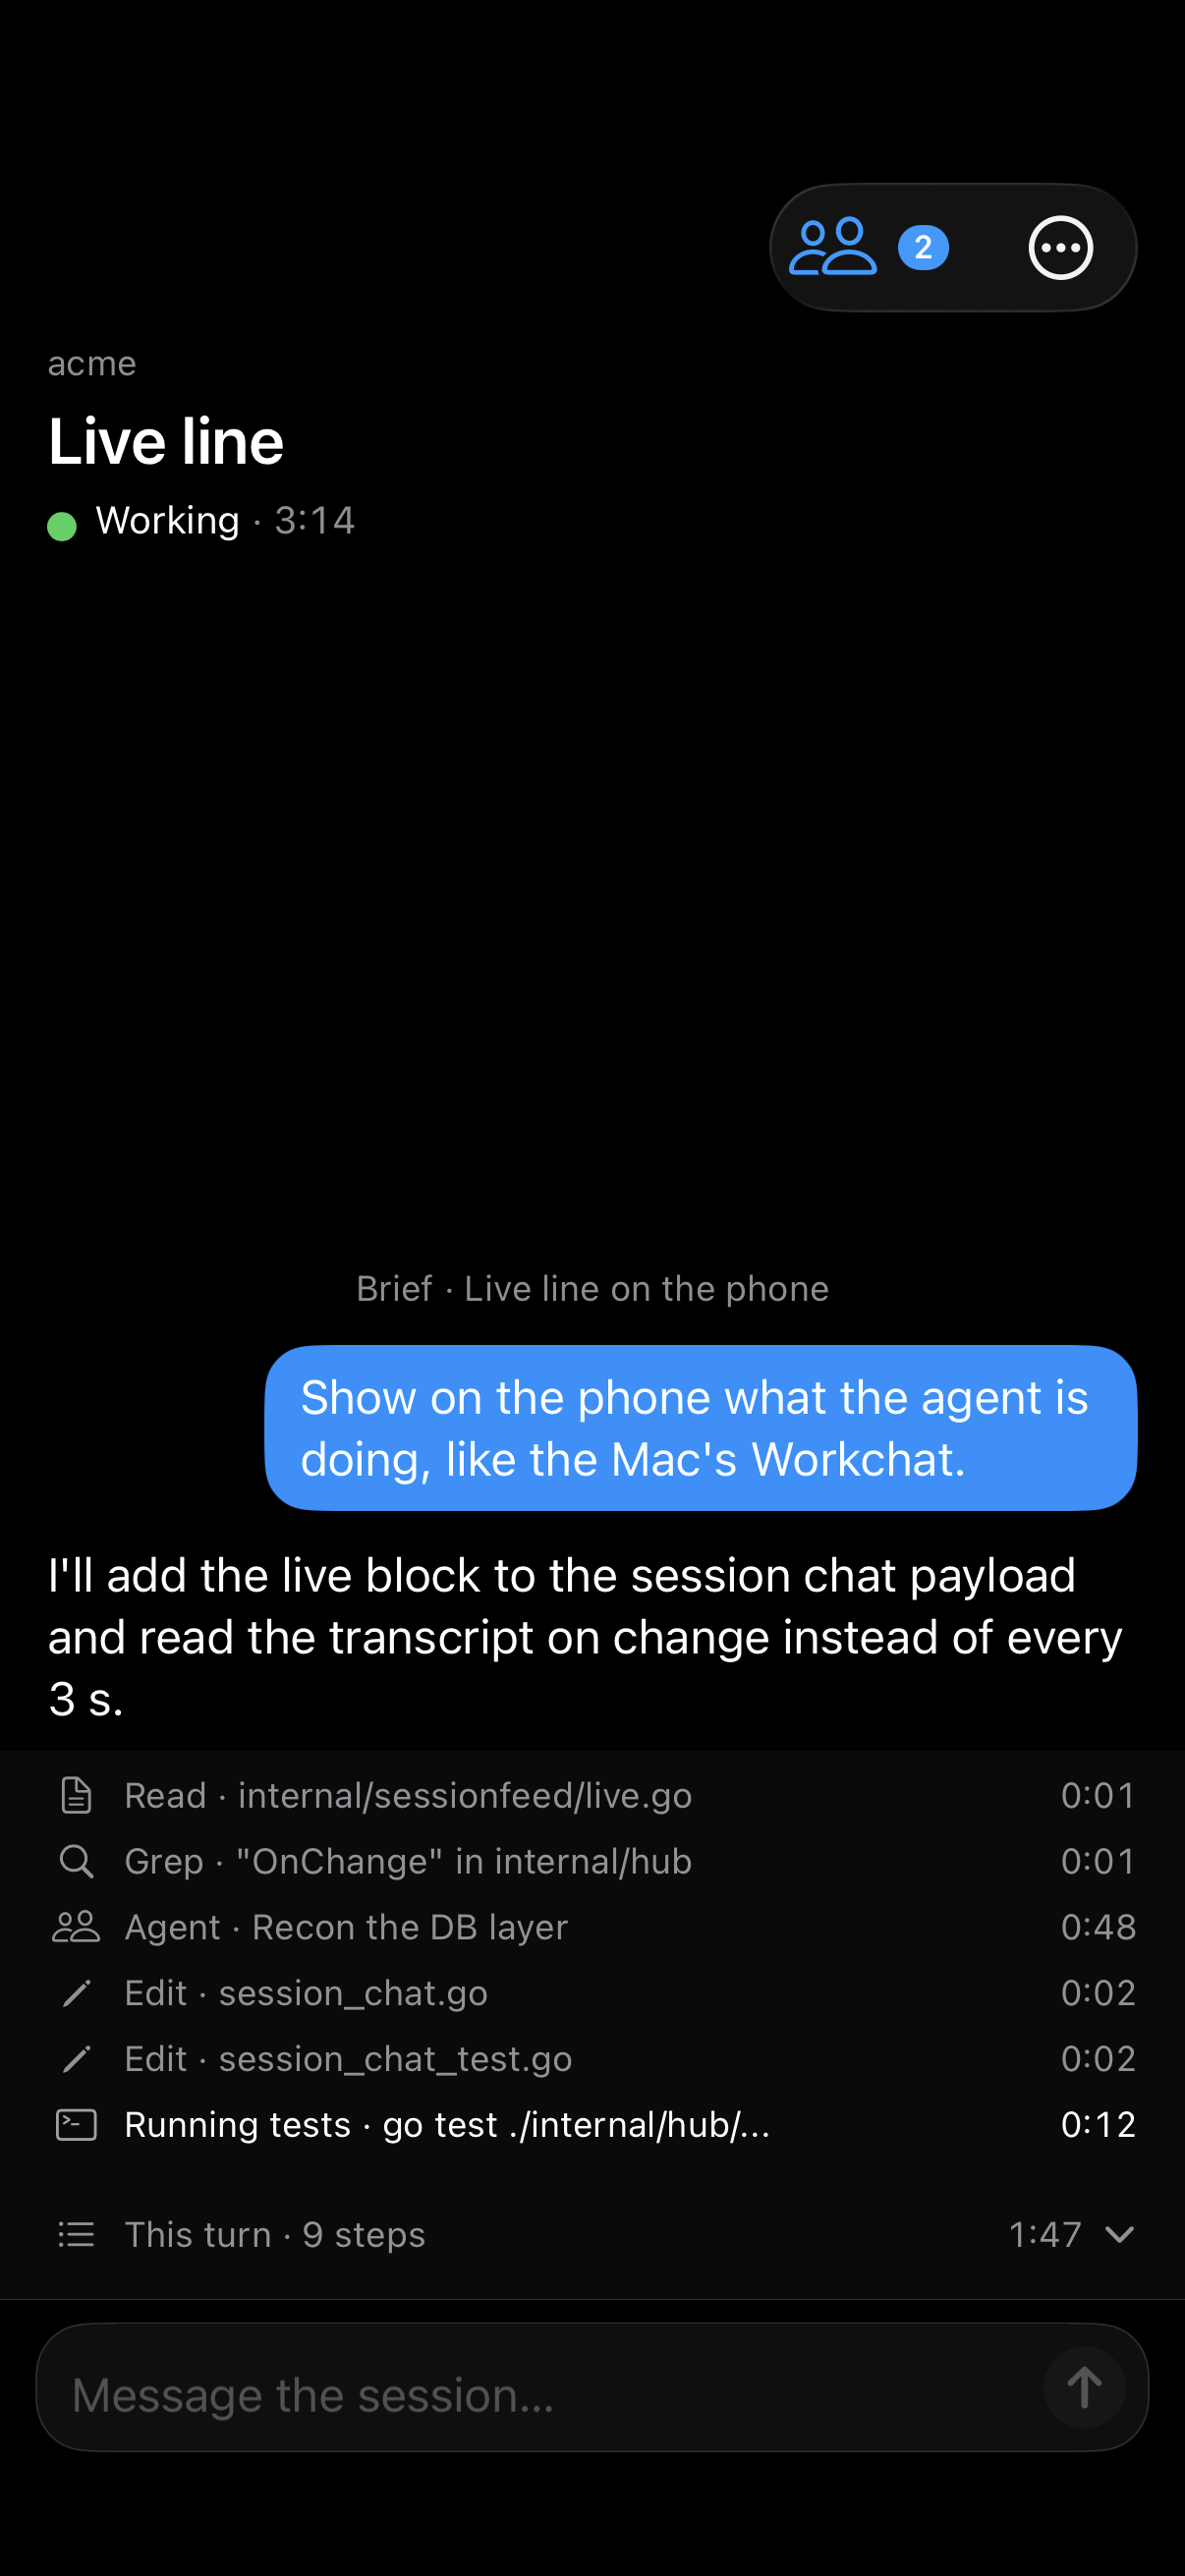 2
acme
Live line
Working · 3:14
Brief · Live line on the phone
Show on the phone what the agent is
doing, like the Mac's Workchat.
I'll add the live block to the session chat payload
and read the transcript on change instead of every
3 s.
Read · internal/sessionfeed/live.go 0:01
Grep · "OnChange" in internal/hub 0:01
Agent · Recon the DB layer 0:48
Edit · session_chat.go 0:02
Edit · session_chat_test.go 0:02
Running tests · go test ./internal/hub/... 0:12
This turn · 9 steps 1:47
Message the session...